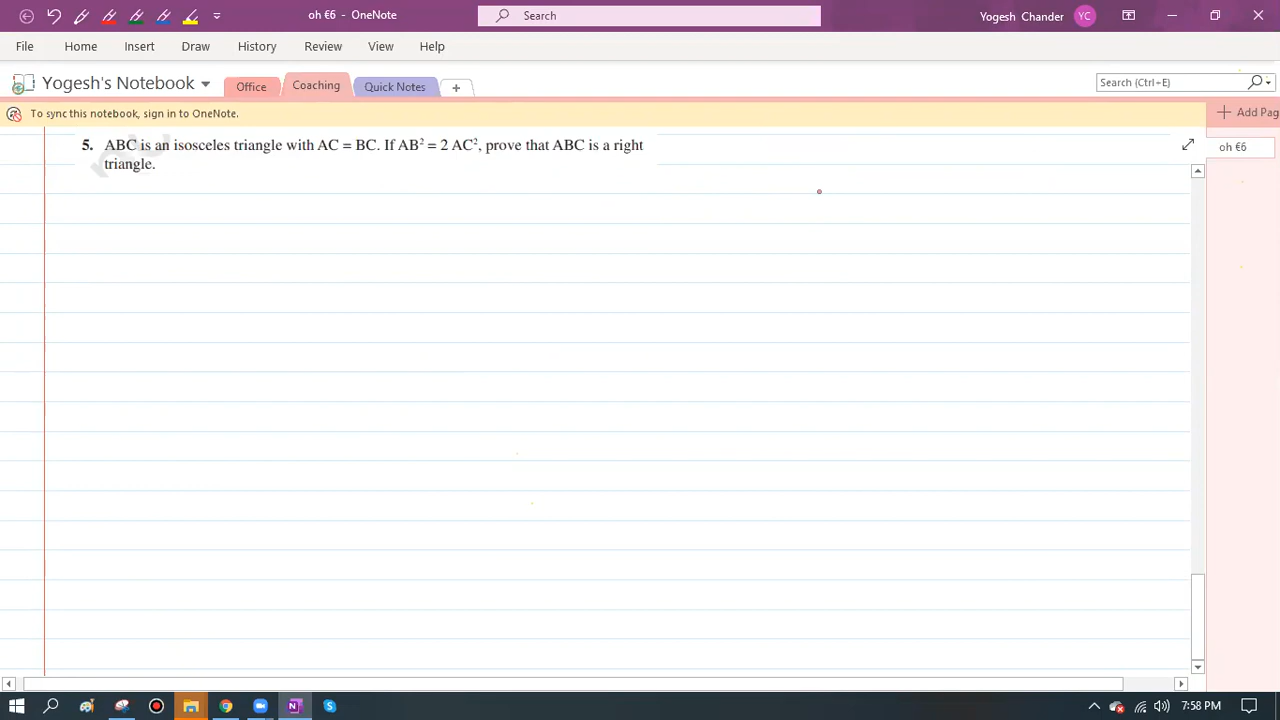 oh €6 - OneNote
Search
Yogesh Chander
YC
File Home Insert Draw History Review View Help
Yogesh's Notebook
Office
Coaching
Quick Notes
Search (Ctrl+E)
To sync this notebook, sign in to OneNote.
Add Pag
5. ABC is an isosceles triangle with AC = BC. If AB² = 2 AC², prove that ABC is a right
triangle.
oh €6
7:58 PM